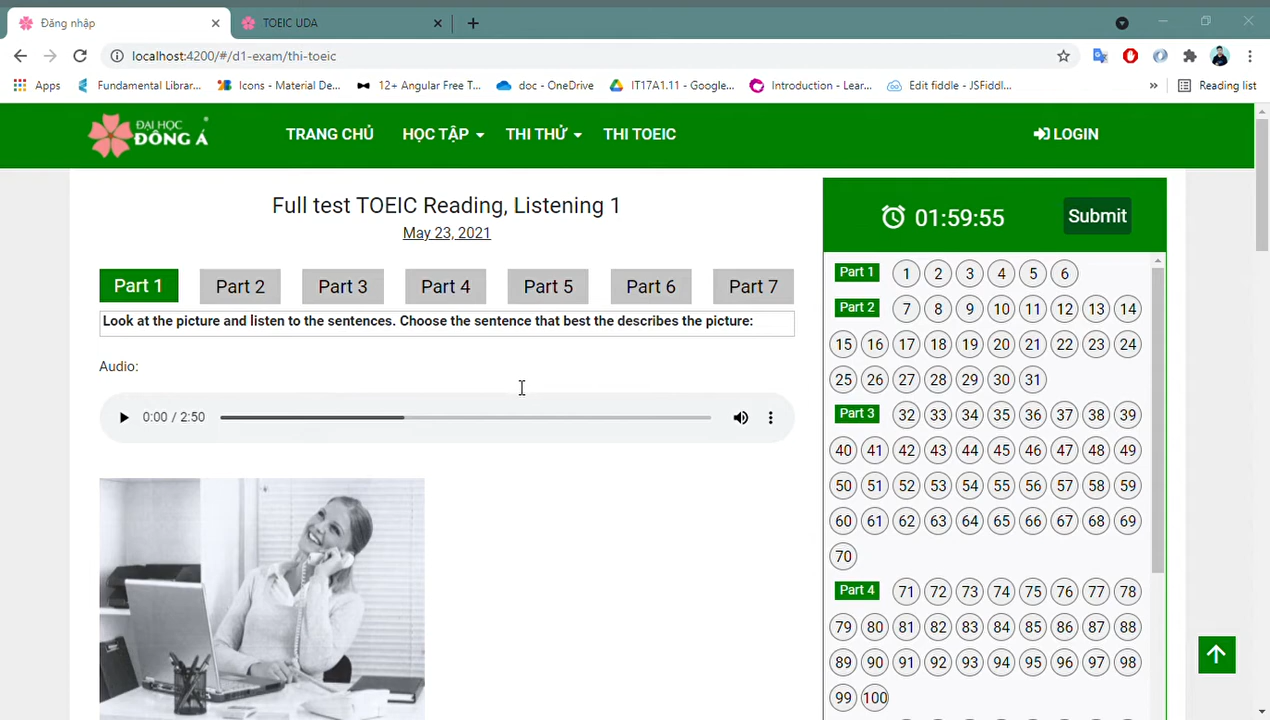 Đăng nhập
TOEIC UDA
localhost:4200/#/d1-exam/thi-toeic
Apps
Fundamental Library...
Icons - Material De...
12+ Angular Free T...
doc - OneDrive
IT17A1.11 - Google...
Introduction - Lear...
Edit fiddle - JSFiddl...
»
Reading list
ĐẠI HỌC
ĐÔNG Á
TRANG CHỦ
HỌC TẬP
THI THỬ
THI TOEIC
LOGIN
Full test TOEIC Reading, Listening 1
May 23, 2021
Part 1
Part 2
Part 3
Part 4
Part 5
Part 6
Part 7
Look at the picture and listen to the sentences. Choose the sentence that best the describes the picture:
Audio:
0:00 / 2:50
01:59:55
Submit
Part 1 1 2 3 4 5 6
Part 2 7 8 9 10 11 12 13 14
15 16 17 18 19 20 21 22 23 24
25 26 27 28 29 30 31
Part 3 32 33 34 35 36 37 38 39
40 41 42 43 44 45 46 47 48 49
50 51 52 53 54 55 56 57 58 59
60 61 62 63 64 65 66 67 68 69
70
Part 4 71 72 73 74 75 76 77 78
79 80 81 82 83 84 85 86 87 88
89 90 91 92 93 94 95 96 97 98
99 100